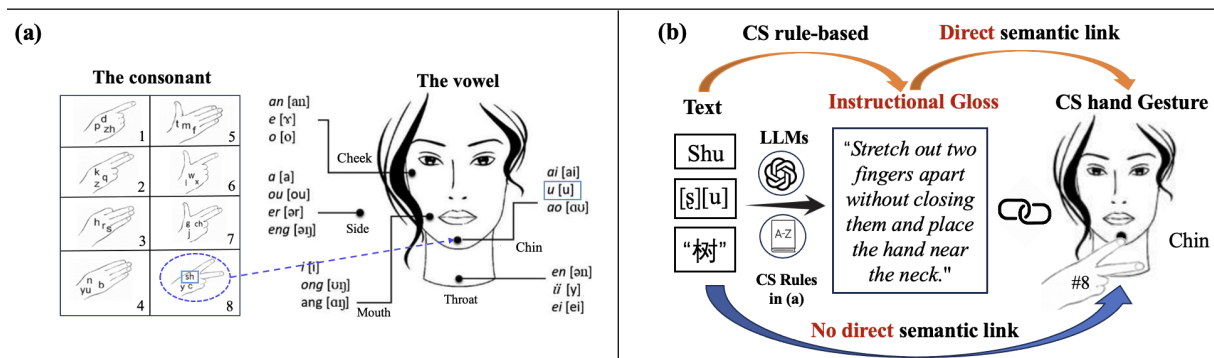 (a)
The consonant
p d zh
1
t m f
5
k q z
2
w l x
6
h r s
3
g ch j
7
n yu b
4
sh y c
8
The vowel
an [an]
e [ɤ]
o [o]
Cheek
a [a]
ou [ou]
er [ər]
eng [əŋ]
Side
i [i]
ong [ʊŋ]
ang [ɑŋ]
Mouth
ai [ai]
u [u]
ao [ɑʊ]
Chin
en [ən]
ü [y]
ei [ei]
Throat
(b)
CS rule-based
Direct semantic link
Text
Instructional Gloss
CS hand Gesture
Shu
[ʂ][u]
“树”
LLMs
A-Z
CS Rules
in (a)
“Stretch out two
fingers apart
without closing
them and place
the hand near
the neck."
Chin
#8
No direct semantic link